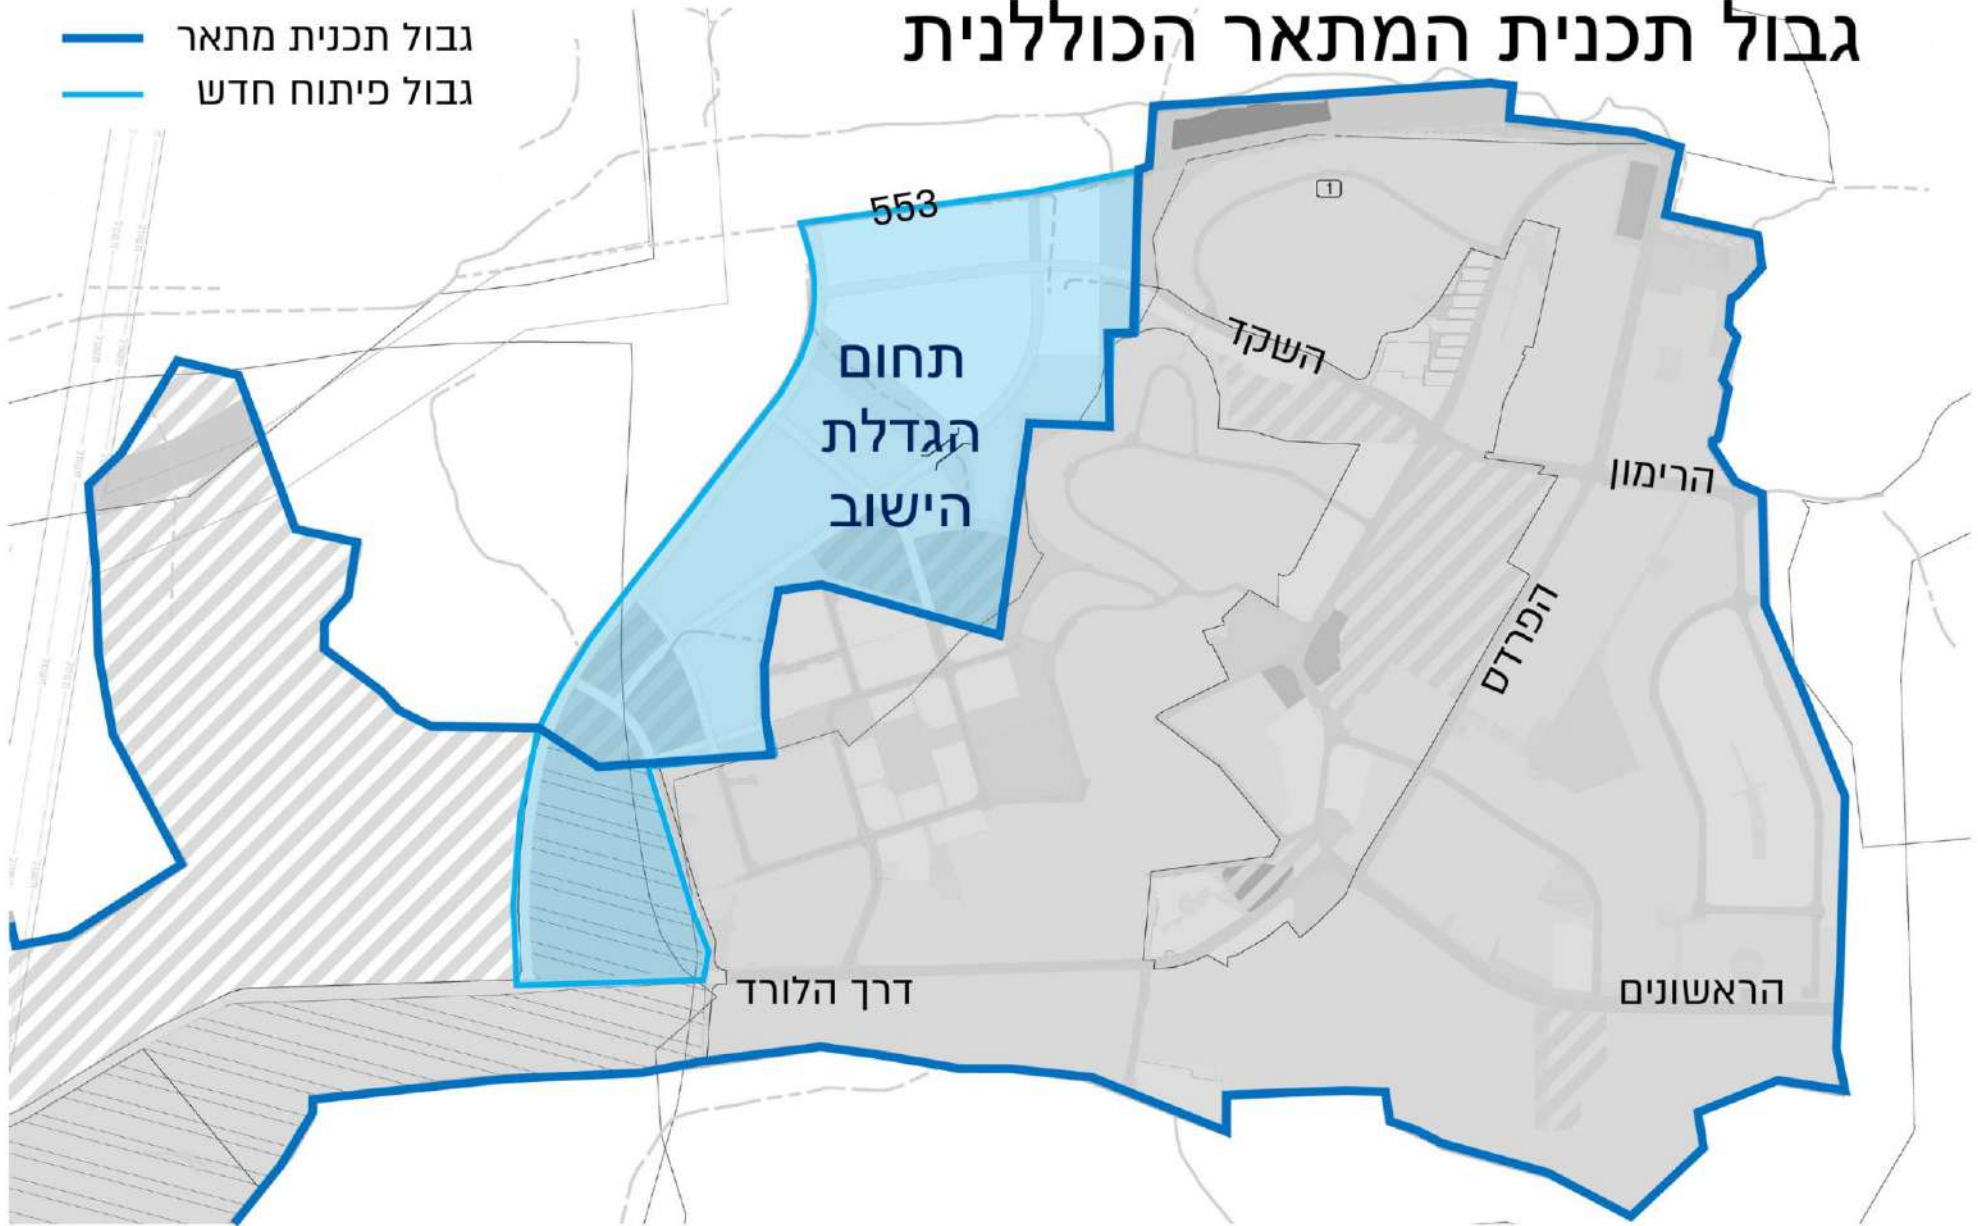 גבול תכנית המתאר הכוללנית
גבול תכנית מתאר
גבול פיתוח חדש
553
1
השקד
תחום
הגדלת
הישוב
הרימון
הפרדס
דרך הלורד
הראשונים